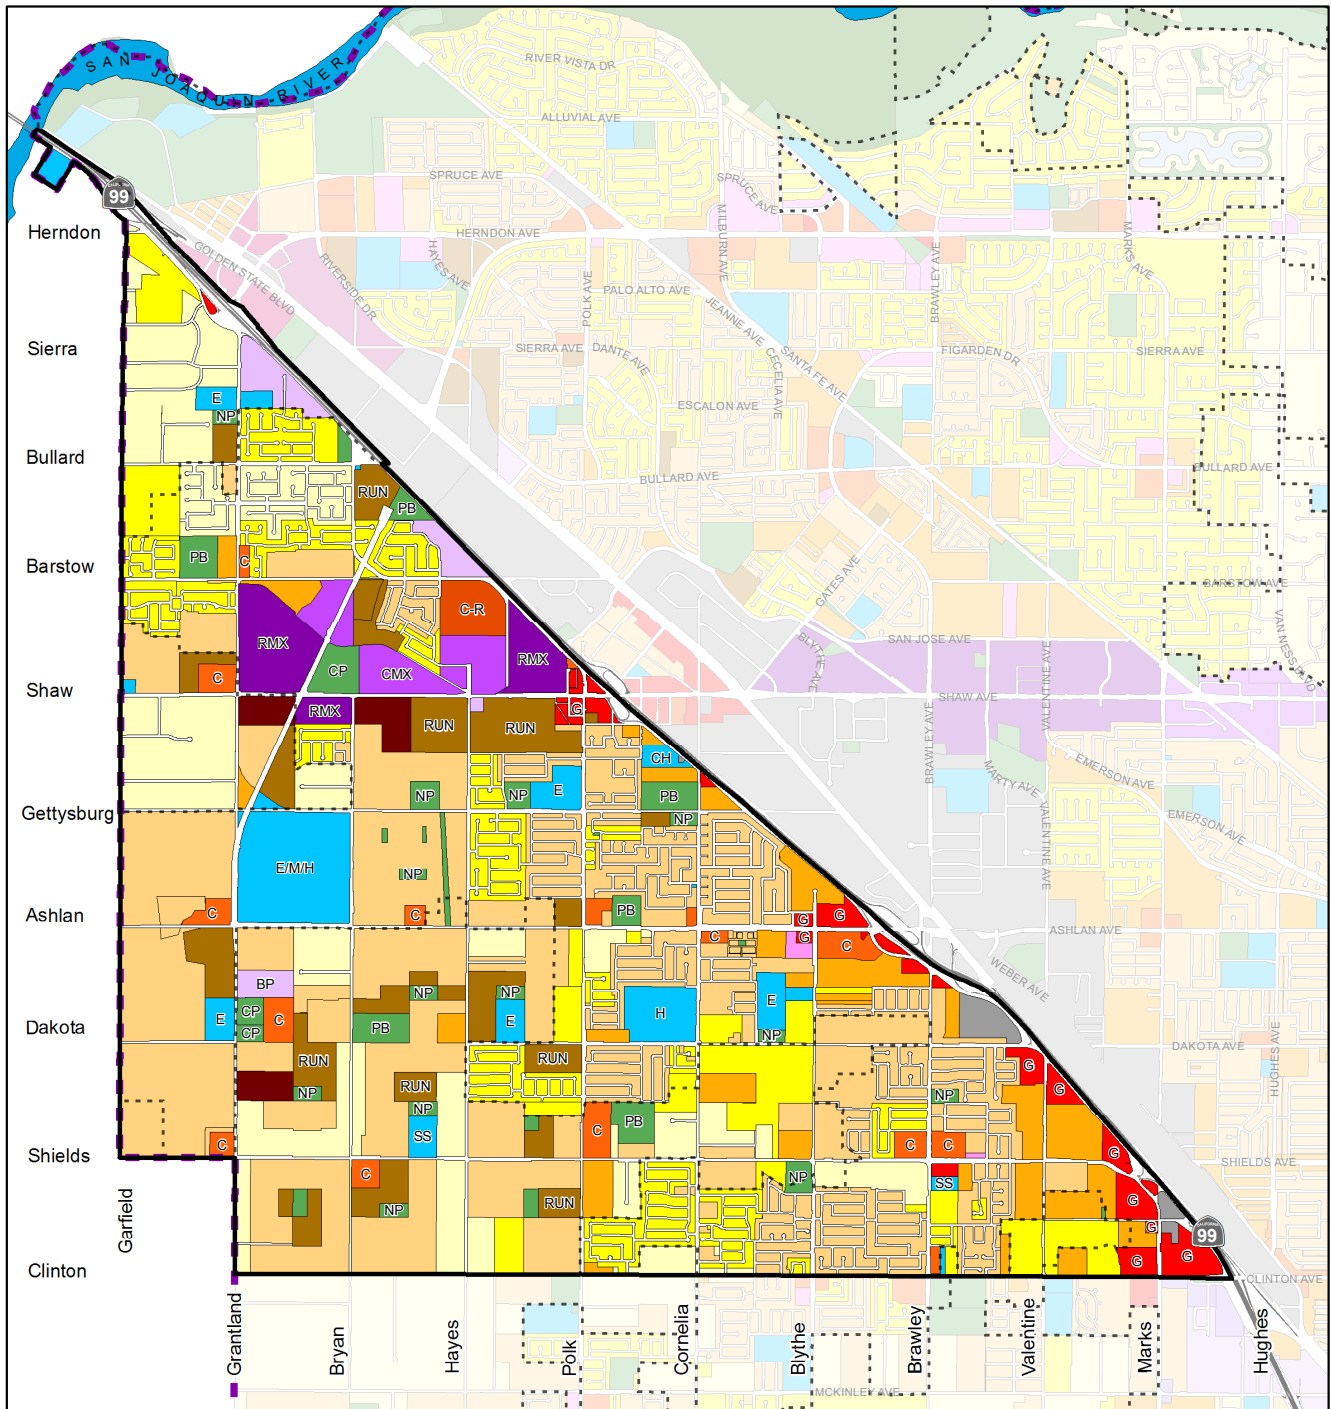 SAN JOAQUIN RIVER
RIVER VISTA DR
ALLUVIAL AVE
SPRUCE AVE
SPRUCE AVE
CALIFORNIA
99
Herndon
HERNDON AVE
MILBURN AVE
MARKS AVE
GOLDEN STATE BLVD
RIVERSIDE DR
HAYES AVE
POLK AVE
PALO ALTO AVE
JEANNE AVE
BRAWLEY AVE
Sierra
SIERRA AVE
DANTE AVE
CECELIA AVE
SANTA FE AVE
FIGARDEN DR
SIERRA AVE
E
NP
ESCALON AVE
Bullard
BULLARD AVE
BULLARD AVE
RUN
PB
Barstow
PB
C
GATES AVE
BARSTOW AVE
C-R
RMX
CP
CMX
RMX
BLYTHE AVE
SAN JOSE AVE
VALENTINE AVE
VAN NESS BLVD
Shaw
C
SHAW AVE
RMX
RUN
RUN
G
BRAWLEY AVE
CH
MARTY AVE
EMERSON AVE
NP
NP
E
PB
VALENTINE AVE
Gettysburg
NP
EMERSON AVE
E/M/H
NP
Ashlan
C
C
PB
G
G
C
G
C
ASHLAN AVE
WEBER AVE
BP
NP
NP
E
Dakota
E
CP
C
CP
PB
E
H
NP
DAKOTA AVE
HUGHES AVE
RUN
RUN
G
NP
RUN
G
NP
NP
SS
C
PB
Shields
C
C
C
G
SHIELDS AVE
C
NP
SS
NP
RUN
G
G
Garfield
CALIFORNIA
99
Clinton
G
G
CLINTON AVE
Grantland
Bryan
Hayes
Polk
Cornelia
Blythe
Brawley
Valentine
Marks
Hughes
MCKINLEY AVE